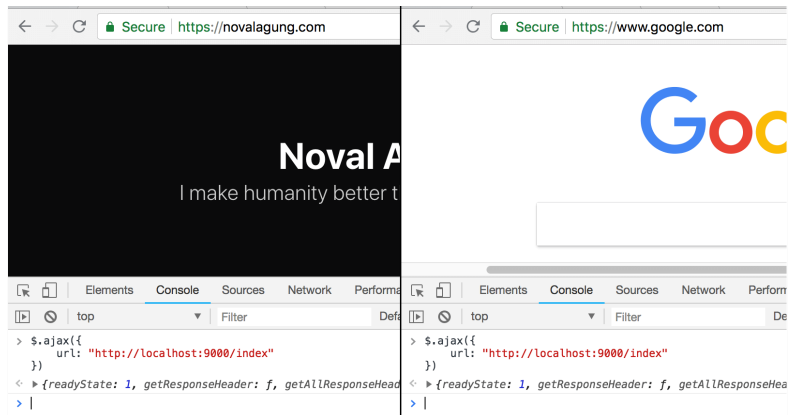 Secure https://novalagung.com
Noval A
I make humanity better t
Elements Console Sources Network Performa
top Filter Defa
> $.ajax({
url: "http://localhost:9000/index"
})
{readyState: 1, getResponseHeader: ƒ, getAllResponseHead
>
Secure https://www.google.com
Goo
Elements Console Sources Network Perform
top Filter De
> $.ajax({
url: "http://localhost:9000/index"
})
{readyState: 1, getResponseHeader: ƒ, getAllResponseHea
>